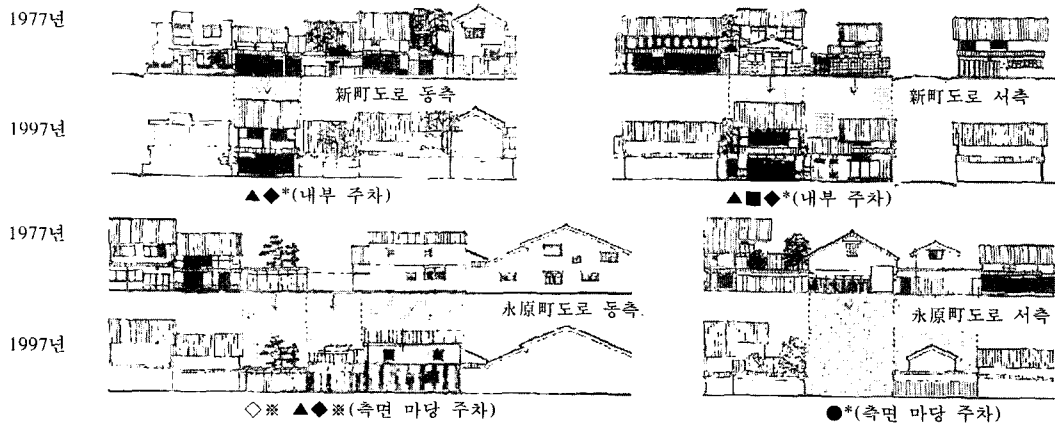 1977년
新町도로 동측
新町도로 서측
1997년
▲◆*(내부 주차)
▲■◆*(내부 주차)
1977년
永原町도로 동측
永原町도로 서측
1997년
◇※ ▲◆※(측면 마당 주차)
●*(측면 마당 주차)